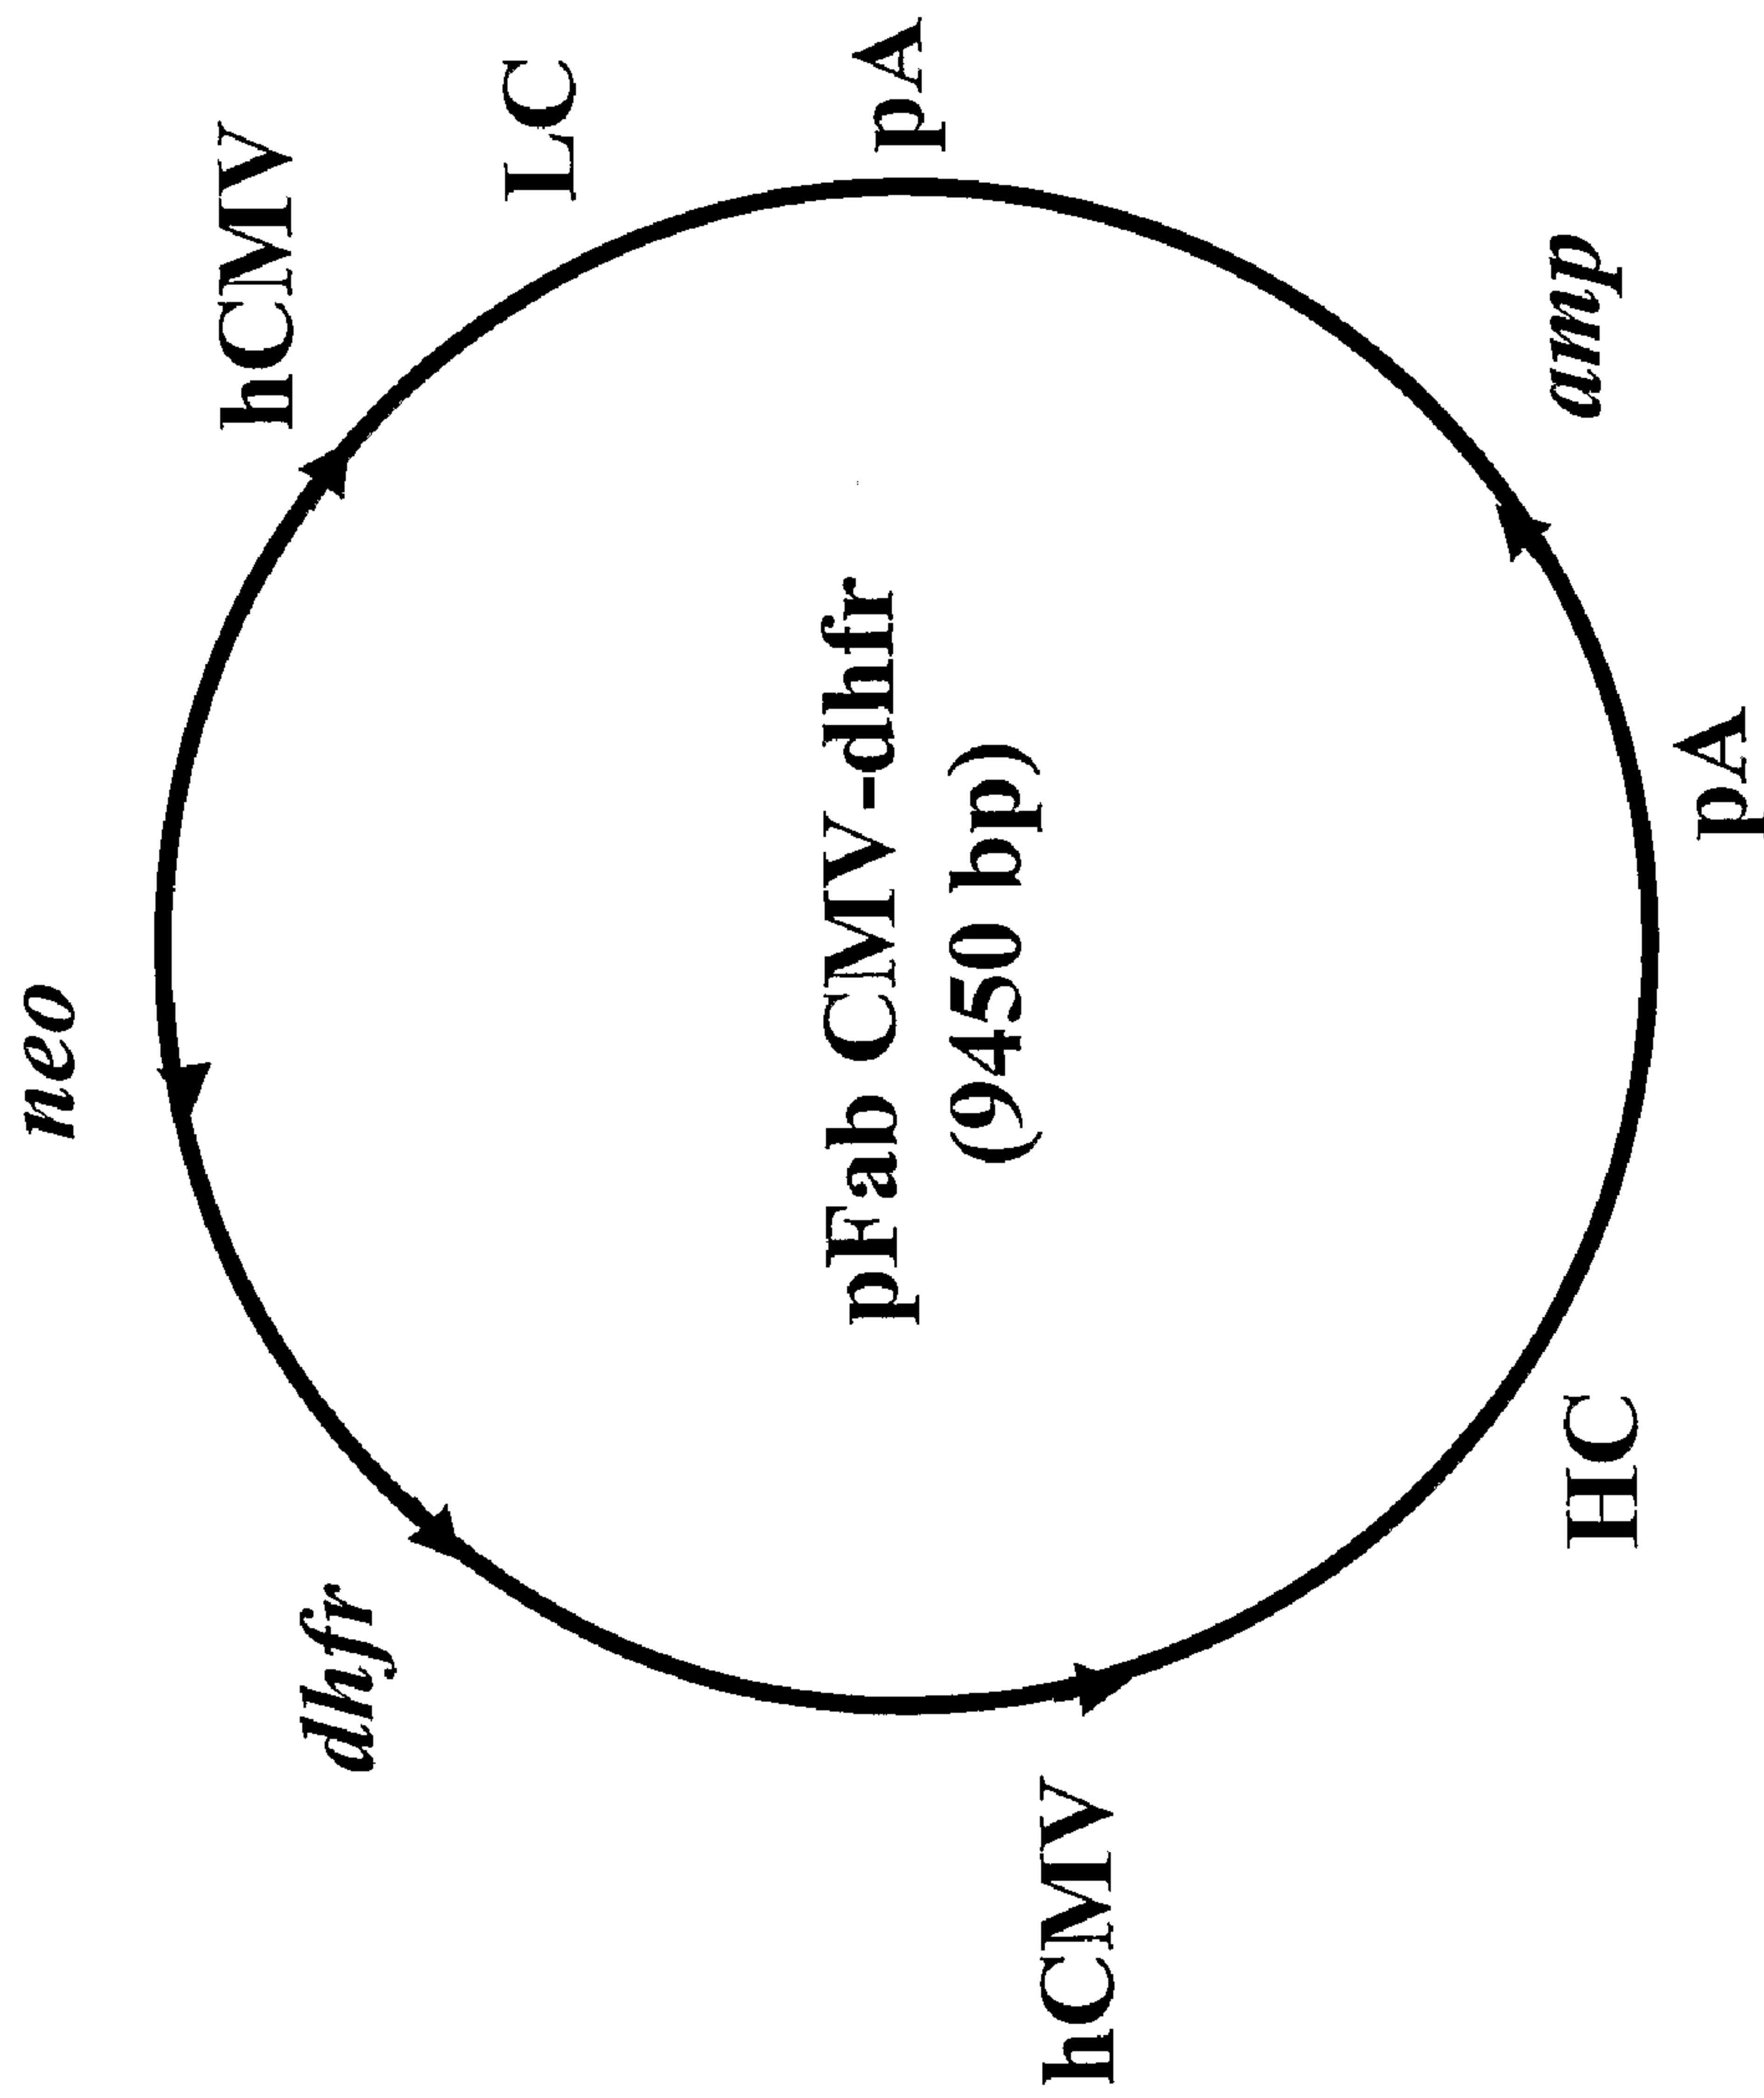 neo
hCMV
LC
pA
amp
pA
HC
hCMV
dhfr
pFab CMV-dhfr
(9450 bp)